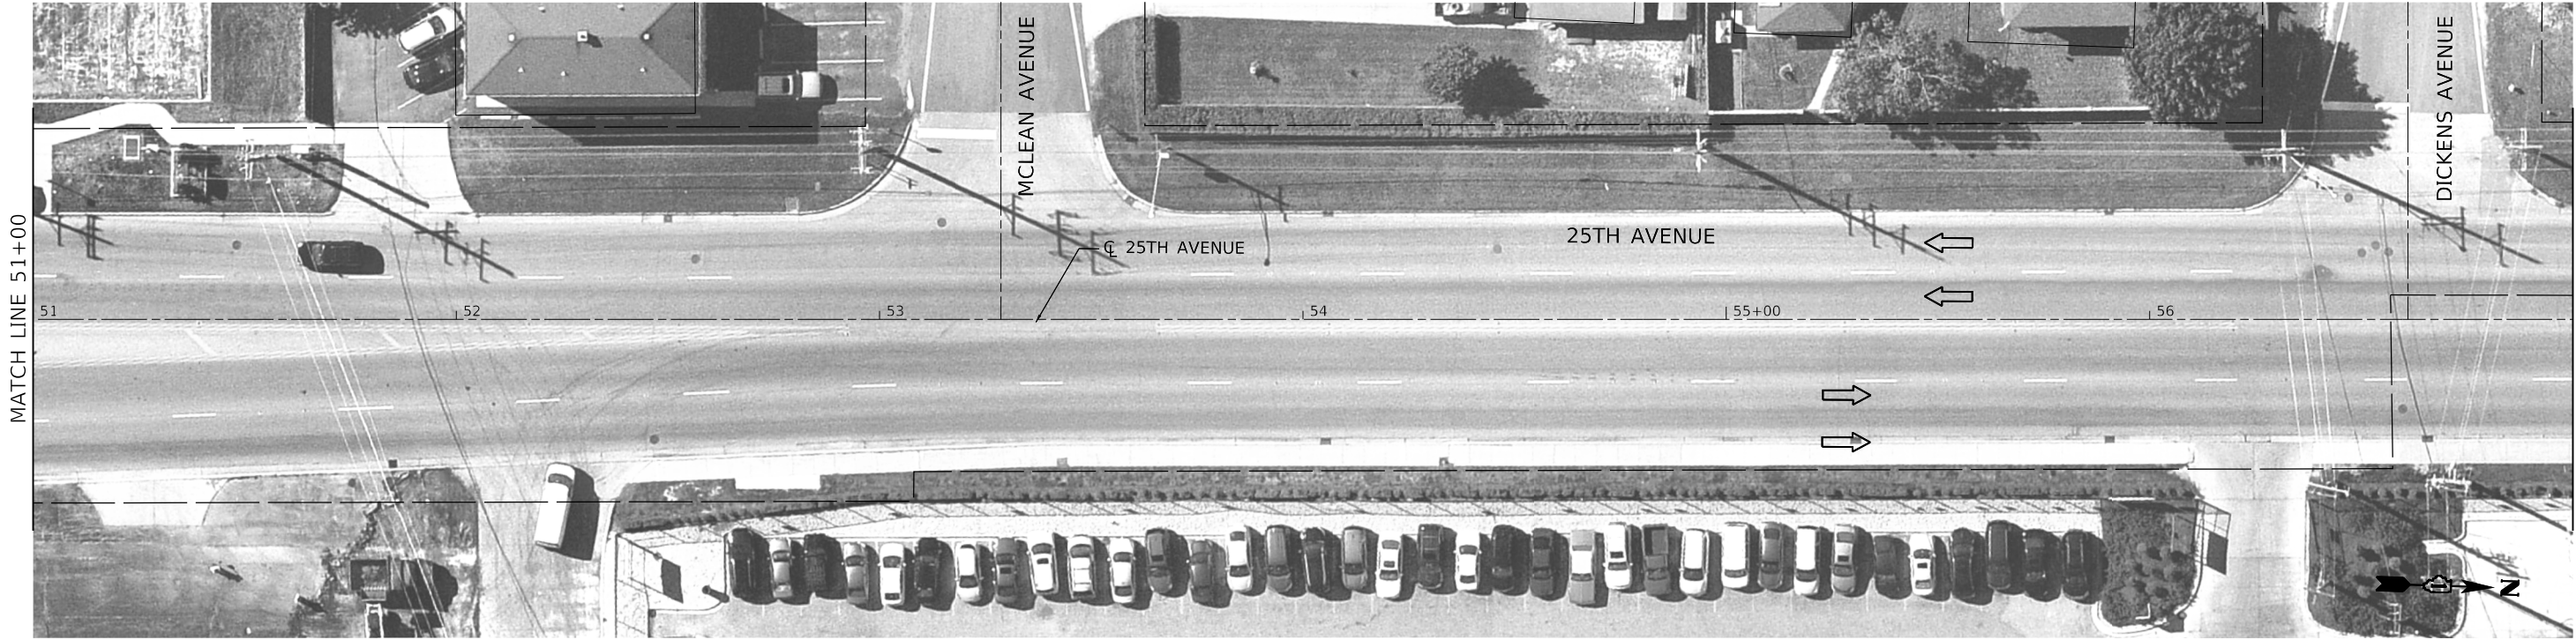 MATCH LINE 51+00
MCLEAN AVENUE
DICKENS AVENUE
℄ 25TH AVENUE
25TH AVENUE
51
52
53
54
55+00
56
N